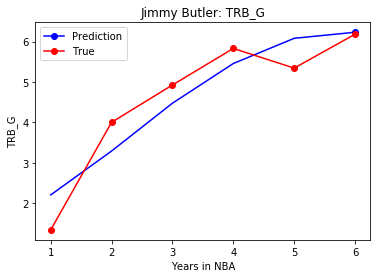 Jimmy Butler: TRB_G
Prediction
True
6
5
4
3
2
TRB_G
1 2 3 4 5 6
Years in NBA